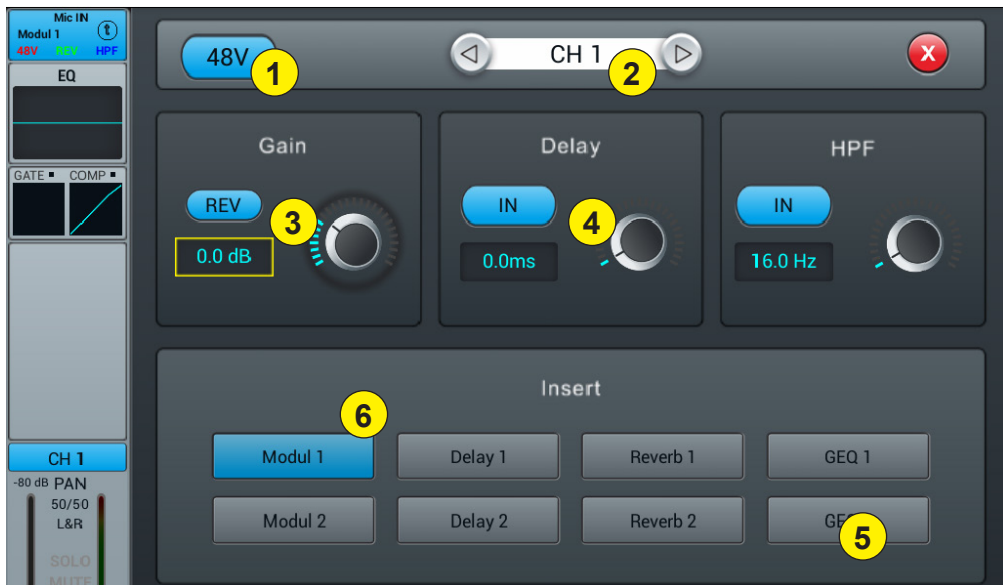 Mic IN
Modul 1
48V REV HPF
EQ
GATE COMP
CH 1
-80 dB PAN
50/50
L&R
SOLO
MUTE
48V
1
CH 1
2
X
Gain
REV
3
0.0 dB
Delay
IN
4
0.0ms
HPF
IN
16.0 Hz
Insert
6
Modul 1 Delay 1 Reverb 1 GEQ 1
Modul 2 Delay 2 Reverb 2
5